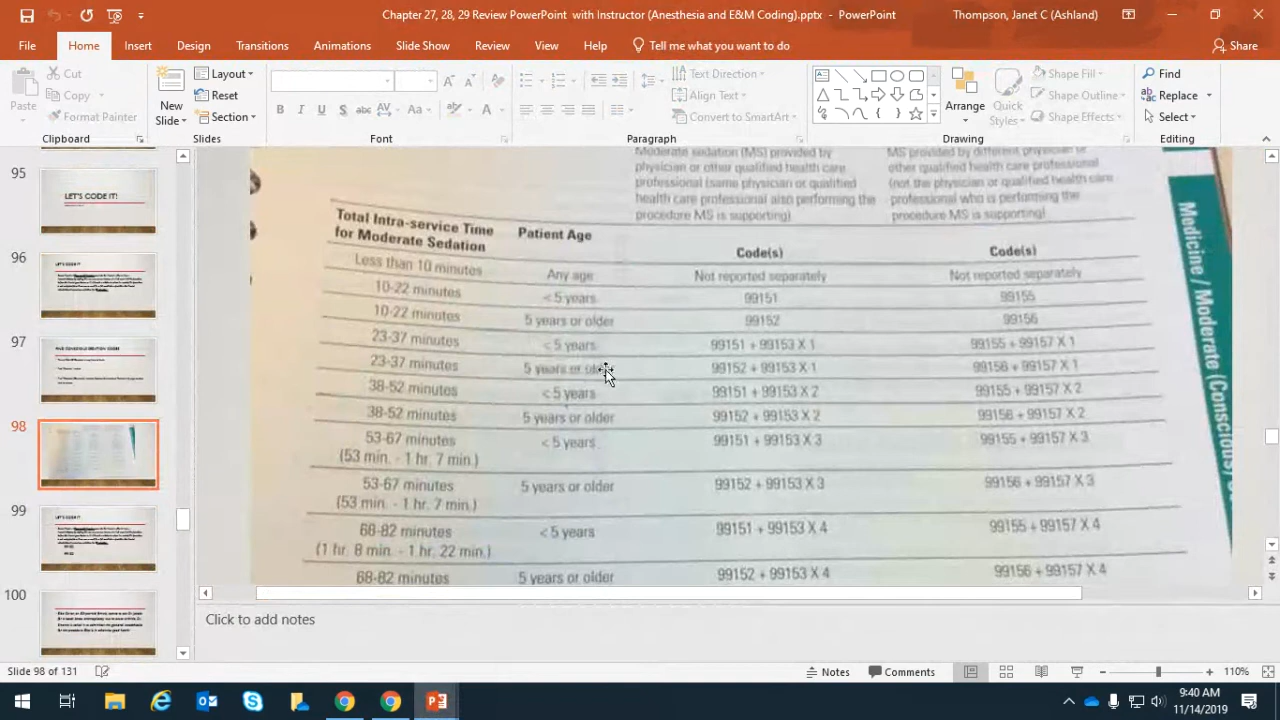 Chapter 27, 28, 29 Review PowerPoint with Instructor (Anesthesia and E&M Coding).pptx - PowerPoint
Thompson, Janet C (Ashland)
File Home Insert Design Transitions Animations Slide Show Review View Help Tell me what you want to do Share
Paste Cut Copy Format Painter
Clipboard
New Slide Layout Reset Section
Slides
Font
Text Direction Align Text Convert to SmartArt
Paragraph
Arrange Quick Styles Shape Fill Shape Outline Shape Effects
Drawing
Find Replace Select
Editing
95
LET'S CODE IT!
96
LET'S CODE IT!
97
98
99
LET'S CODE IT!
100
Moderate sedation (MS) provided by
physician or other qualified health care
professional (same physician or qualified
health care professional also performing the
procedure MS is supporting)
MS provided by different physician or
other qualified health care professional
(not the physician or qualified health care
professional who is performing the
procedure MS is supporting)
Total Intra-service Time
for Moderate Sedation
Patient Age
Code(s)
Code(s)
Less than 10 minutes Any age Not reported separately Not reported separately
10-22 minutes < 5 years 99151 99155
10-22 minutes 5 years or older 99152 99156
23-37 minutes < 5 years 99151 + 99153 X 1 99155 + 99157 X 1
23-37 minutes 5 years or older 99152 + 99153 X 1 99156 + 99157 X 1
38-52 minutes < 5 years 99151 + 99153 X 2 99155 + 99157 X 2
38-52 minutes 5 years or older 99152 + 99153 X 2 99156 + 99157 X 2
53-67 minutes < 5 years 99151 + 99153 X 3 99155 + 99157 X 3
(53 min. - 1 hr. 7 min.)
53-67 minutes 5 years or older 99152 + 99153 X 3 99156 + 99157 X 3
(53 min. - 1 hr. 7 min.)
68-82 minutes < 5 years 99151 + 99153 X 4 99155 + 99157 X 4
(1 hr. 8 min. - 1 hr. 22 min.)
68-82 minutes 5 years or older 99152 + 99153 X 4 99156 + 99157 X 4
Medicine / Moderate (Conscious)
Click to add notes
Slide 98 of 131
Notes Comments 110%
9:40 AM
11/14/2019